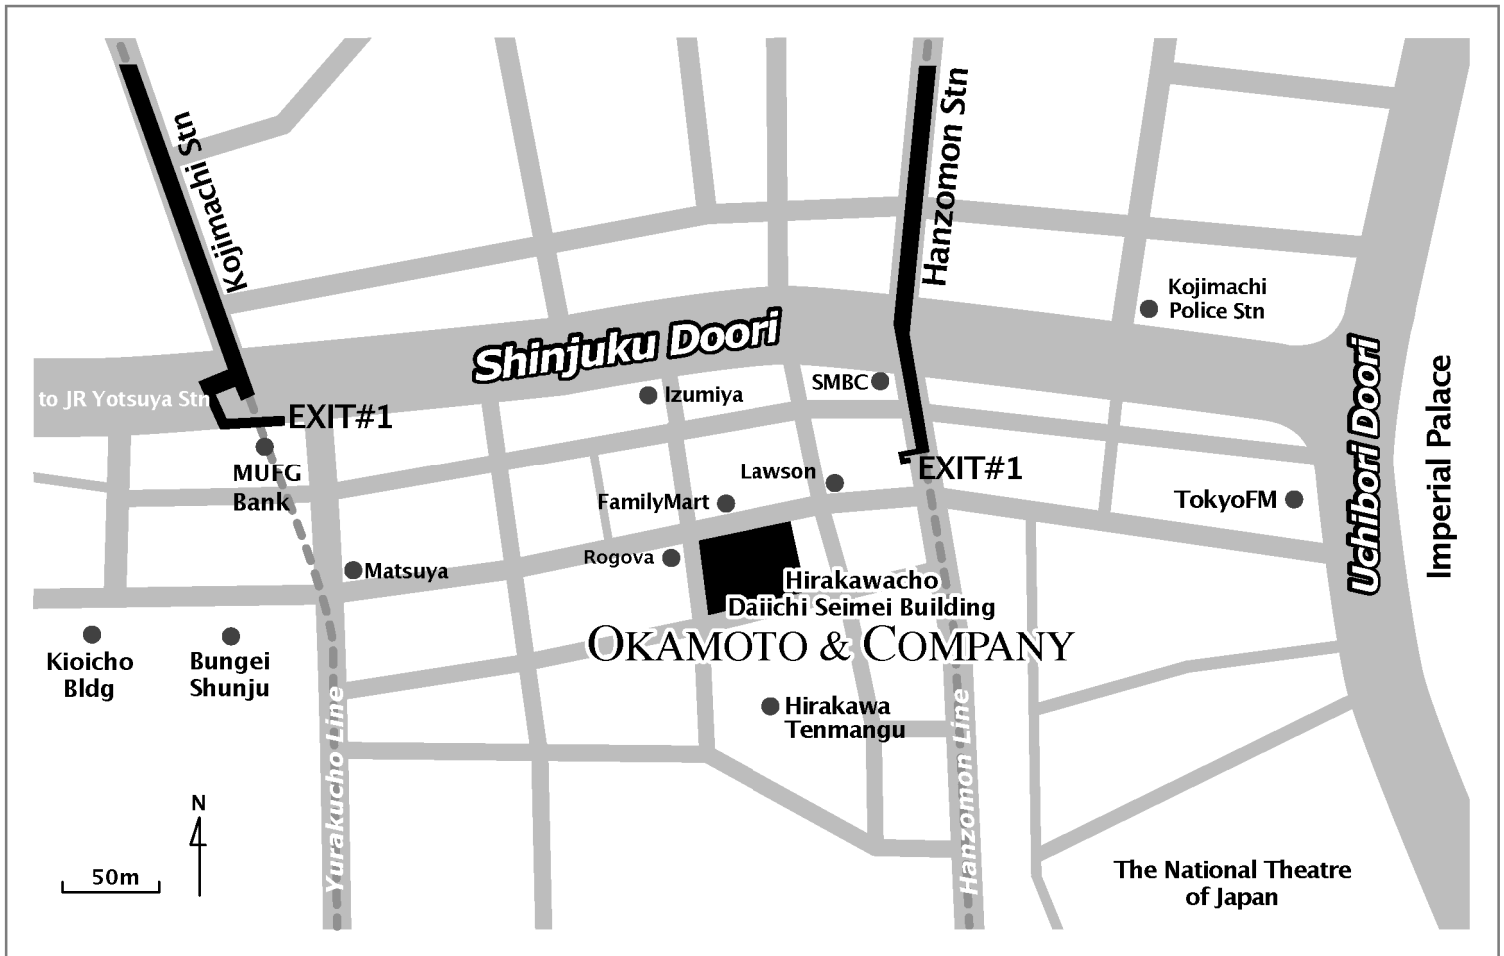 Kojimachi Stn
Hanzomon Stn
Kojimachi
Police Stn
Shinjuku Doori
Uchibori Doori
Imperial Palace
to JR Yotsuya Stn
EXIT#1
Izumiya
SMBC
MUFG
Bank
Lawson
EXIT#1
FamilyMart
TokyoFM
Rogova
Matsuya
Hirakawacho
Daiichi Seimei Building
OKAMOTO & COMPANY
Kioicho
Bldg
Bungei
Shunju
Hirakawa
Tenmangu
Yurakucho Line
Hanzomon Line
N
50m
The National Theatre
of Japan